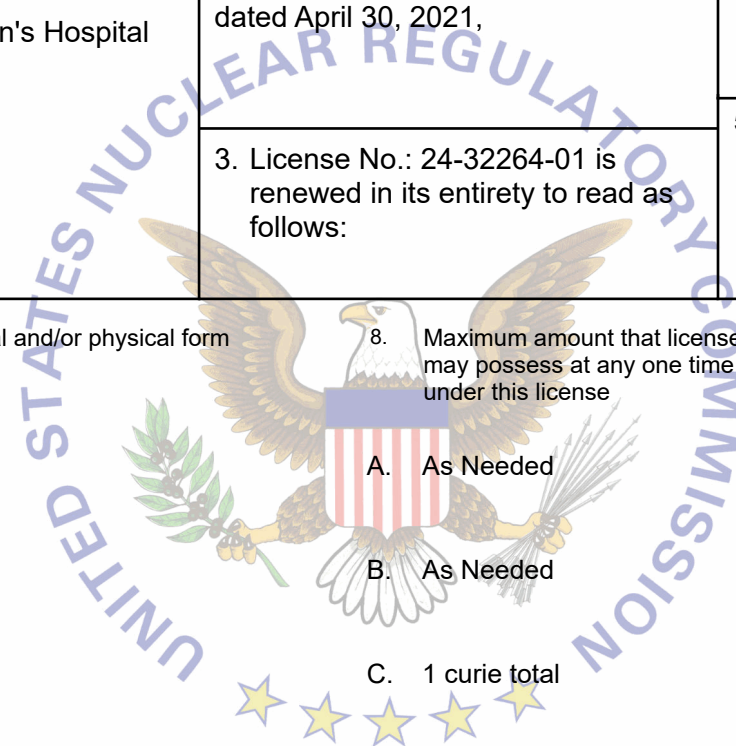 n's Hospital
dated April 30, 2021,
3. License No.: 24-32264-01 is
renewed in its entirety to read as
follows:
l and/or physical form
8. Maximum amount that license
may possess at any one time
under this license
A. As Needed
B. As Needed
C. 1 curie total
UNITED STATES NUCLEAR REGULATORY COMMISSION